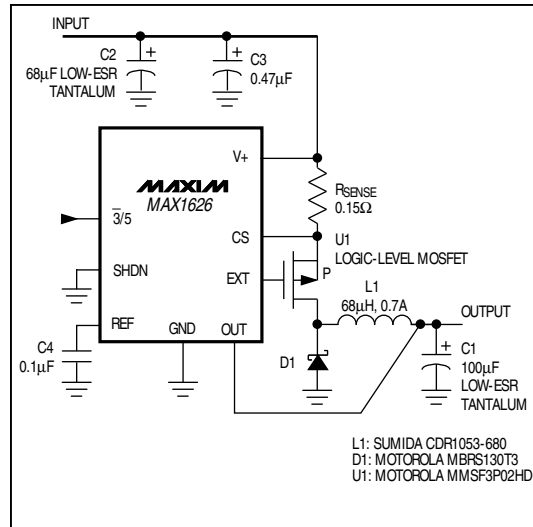 INPUT
C2
+
68µF LOW-ESR
TANTALUM
+
C3
0.47µF
V+
MAXIM
MAX1626
RSENSE
0.15Ω
3/5
CS
U1
LOGIC-LEVEL MOSFET
SHDN
EXT
P
L1
68µH, 0.7A
OUTPUT
REF
GND
OUT
C4
0.1µF
D1
+
C1
100µF
LOW-ESR
TANTALUM
L1: SUMIDA CDR1053-680
D1: MOTOROLA MBRS130T3
U1: MOTOROLA MMSF3P02HD